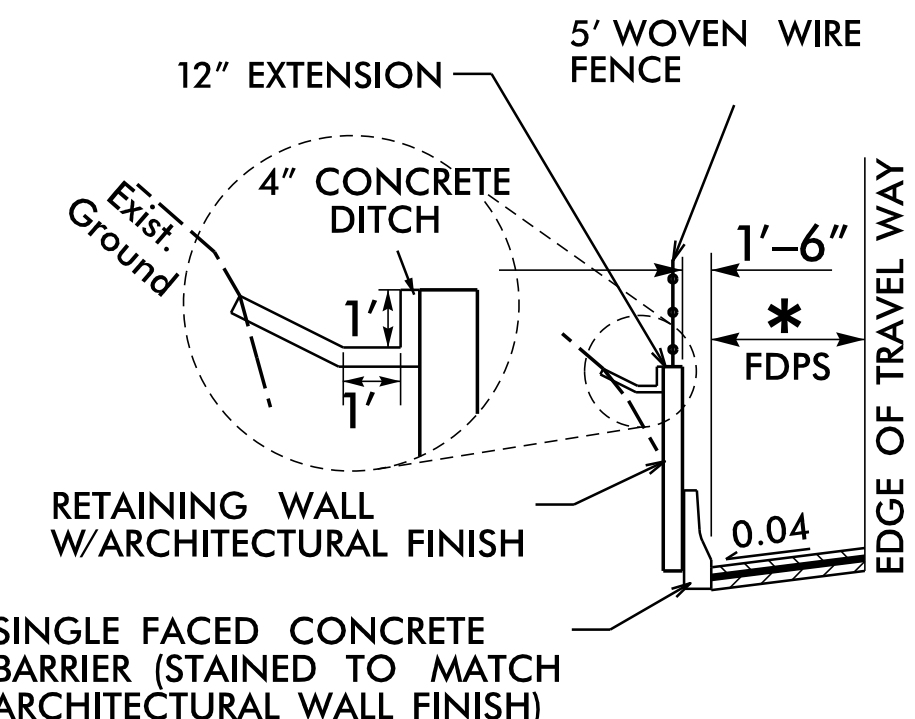 5' WOVEN WIRE
FENCE
12" EXTENSION
4" CONCRETE
DITCH
Exist.
Ground
1'
1'
1'–6"
*
FDPS
EDGE OF TRAVEL WAY
0.04
RETAINING WALL
W/ARCHITECTURAL FINISH
SINGLE FACED CONCRETE
BARRIER (STAINED TO MATCH
ARCHITECTURAL WALL FINISH)